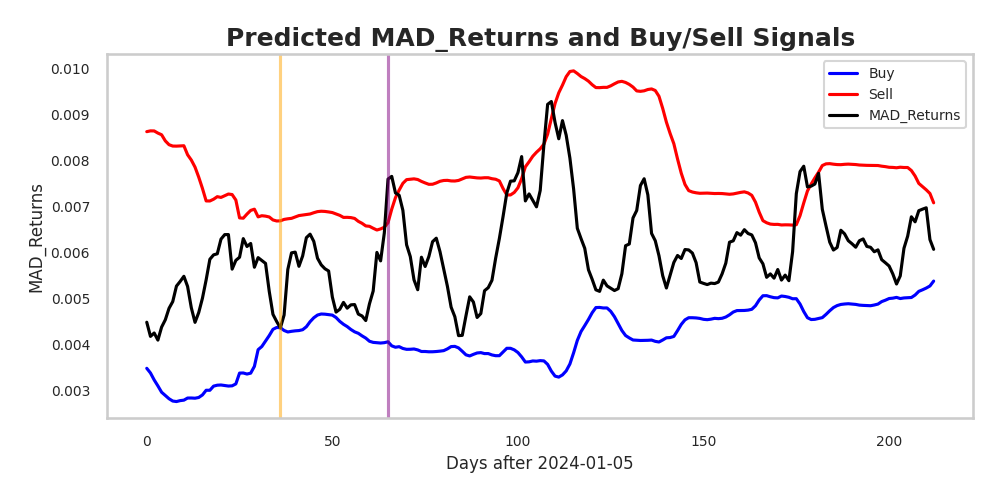 Predicted MAD_Returns and Buy/Sell Signals
Buy
Sell
MAD_Returns
MAD_Returns
0.010
0.009
0.008
0.007
0.006
0.005
0.004
0.003
0
50
100
150
200
Days after 2024-01-05